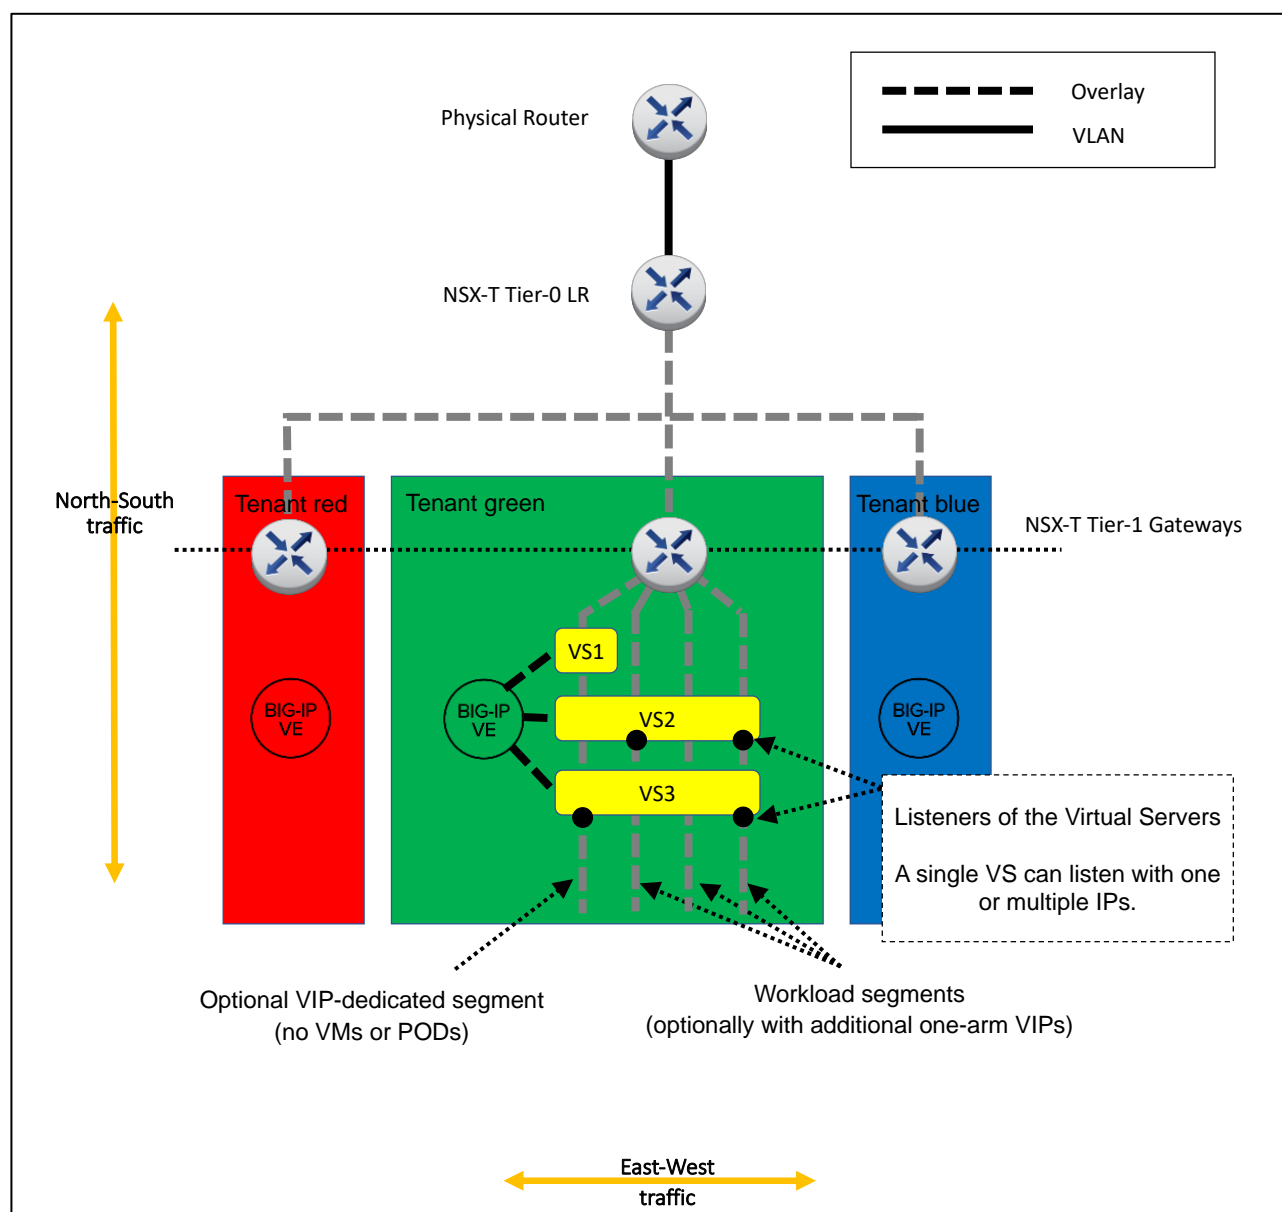 Physical Router
Overlay
VLAN
NSX-T Tier-0 LR
North-South
traffic
Tenant red
Tenant green
Tenant blue
NSX-T Tier-1 Gateways
VS1
BIG-IP
VE
BIG-IP
VE
VS2
BIG-IP
VE
VS3
Listeners of the Virtual Servers
A single VS can listen with one
or multiple IPs.
Optional VIP-dedicated segment
(no VMs or PODs)
Workload segments
(optionally with additional one-arm VIPs)
East-West
traffic